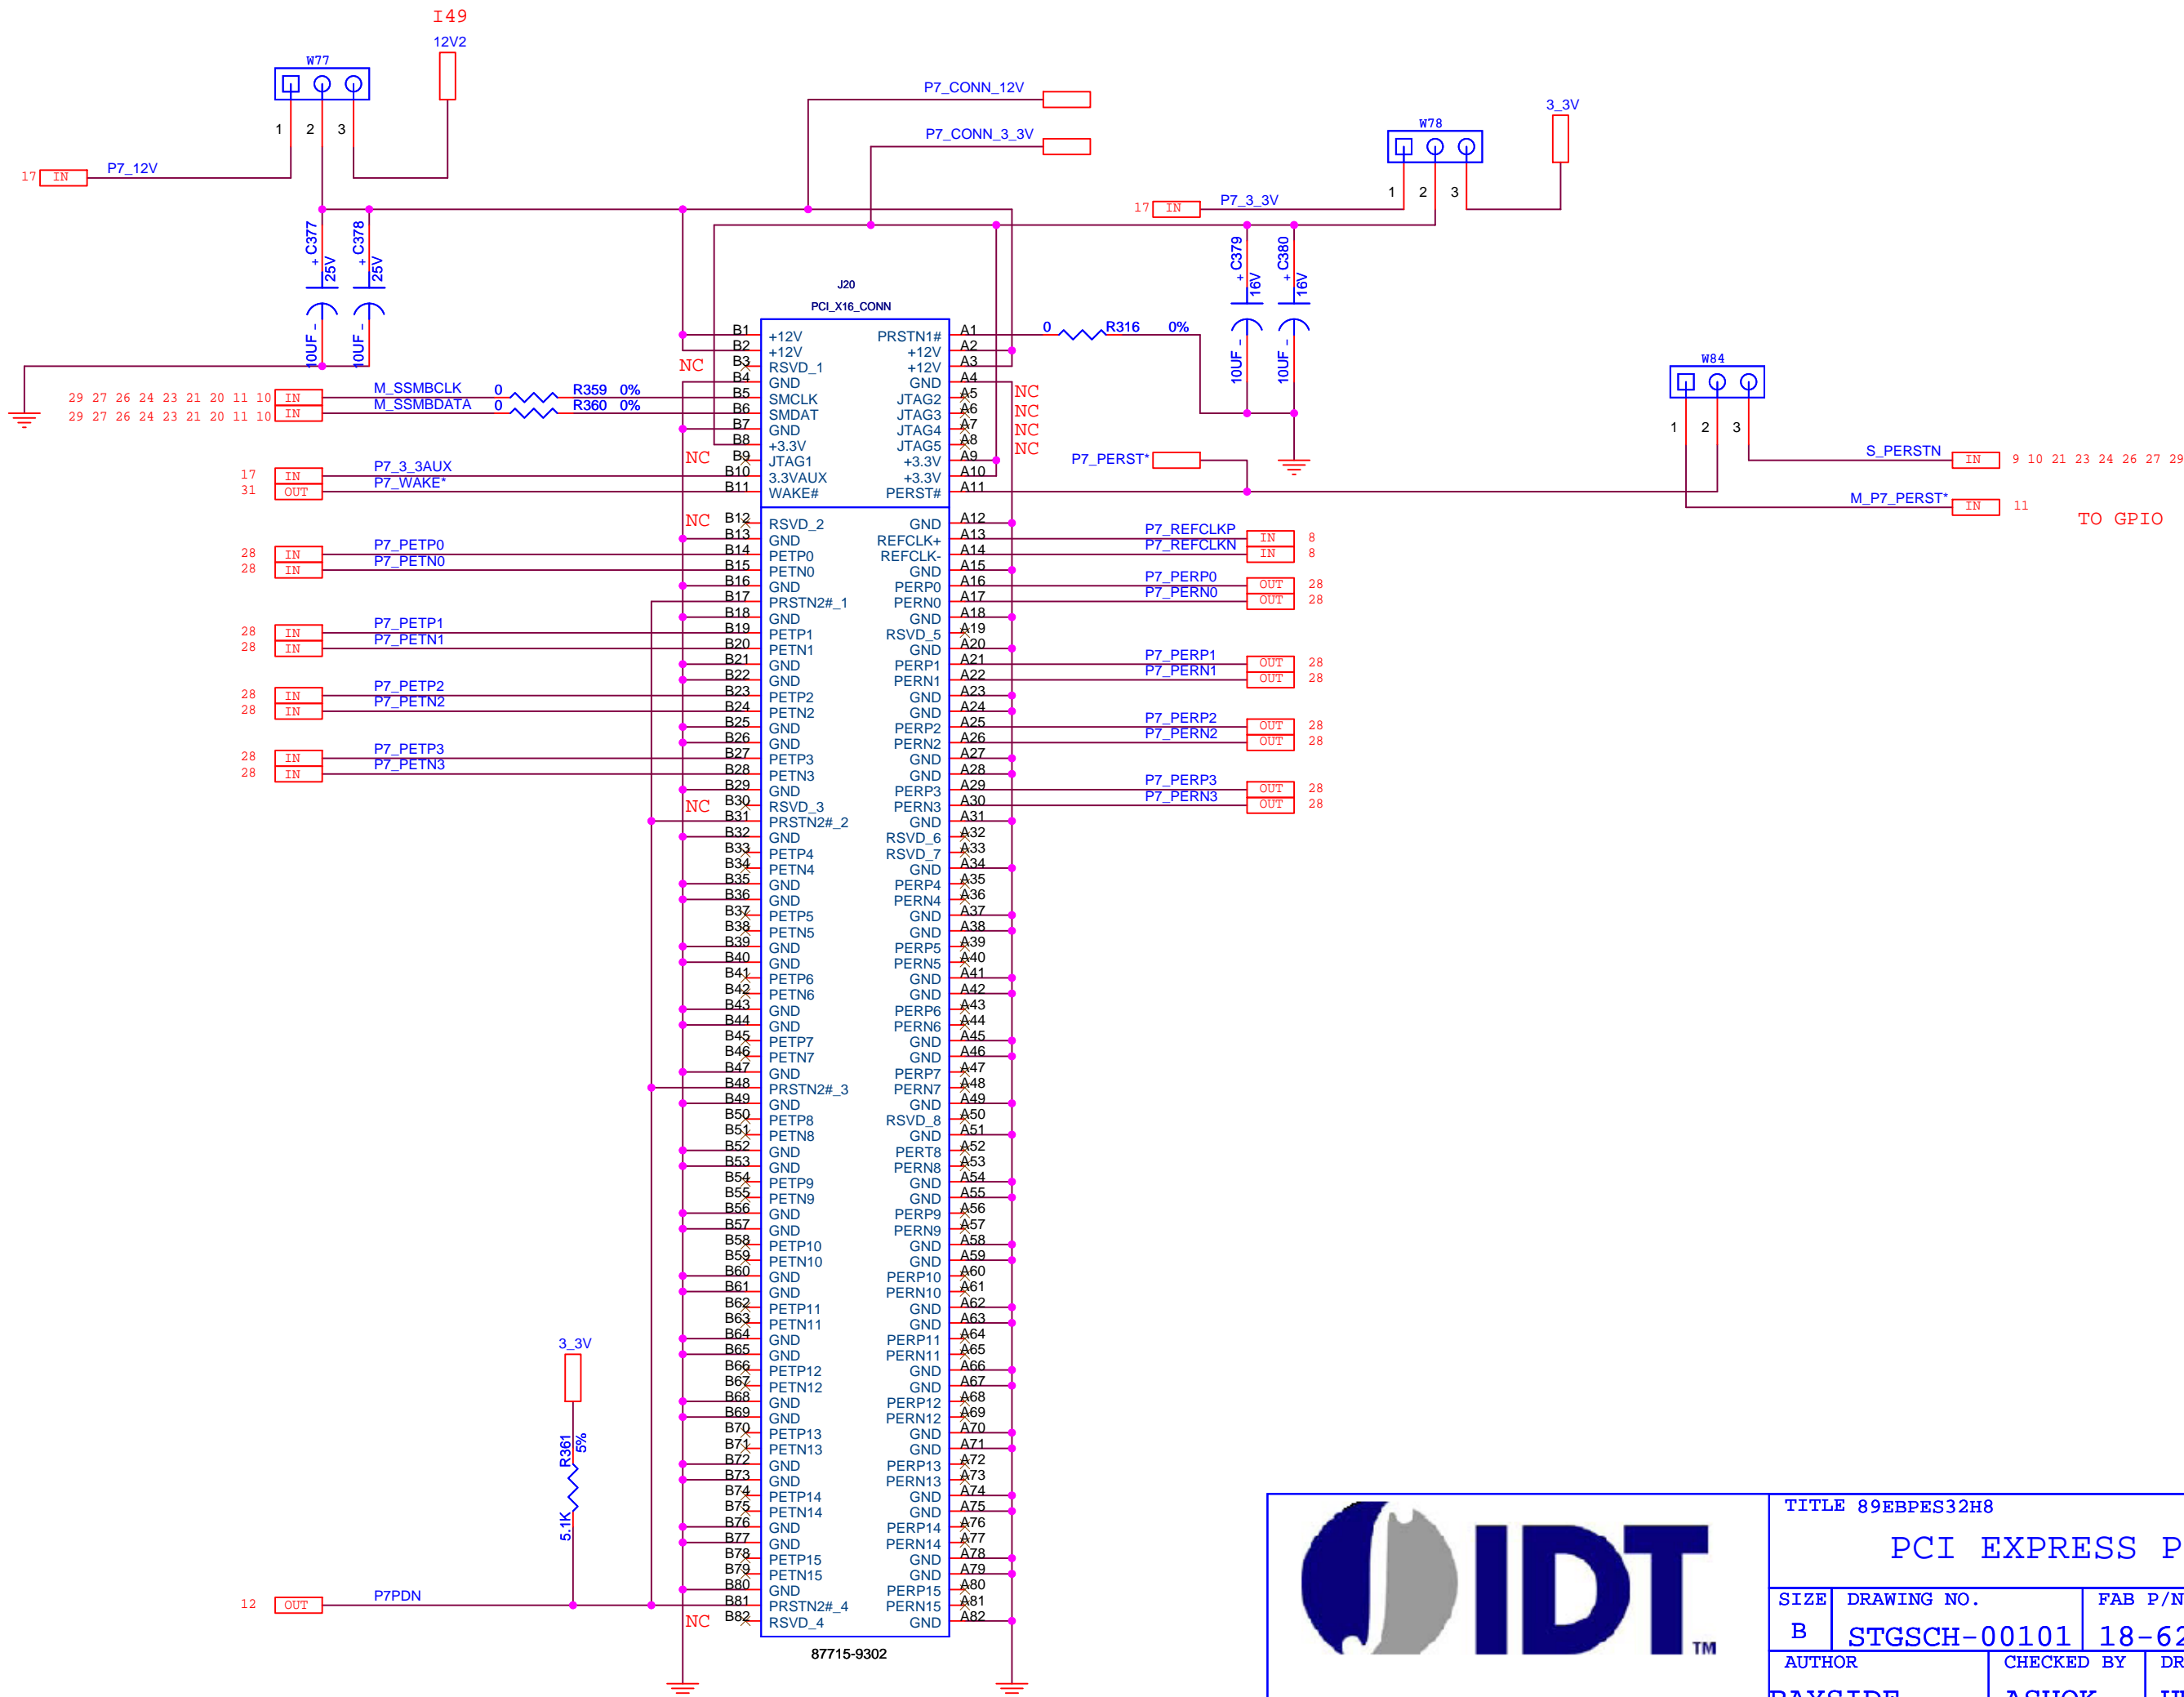 I49
12V2
W77
1 2 3
17 IN P7_12V
P7_CONN_12V
P7_CONN_3_3V
W78
3_3V
1 2 3
17 IN P7_3_3V
+ C377 25V 10UF -
+ C378 25V 10UF -
+ C379 16V 10UF -
+ C380 16V 10UF -
J20
PCI_X16_CONN
B1 +12V PRSTN1# A1 0 R316 0%
B2 +12V +12V A2
NC B3 RSVD_1 +12V A3
B4 GND GND A4
29 27 26 24 23 21 20 11 10 IN M_SSMBCLK 0 R359 0% B5 SMCLK JTAG2 A5 NC
29 27 26 24 23 21 20 11 10 IN M_SSMBDATA 0 R360 0% B6 SMDAT JTAG3 A6 NC
B7 GND JTAG4 A7 NC
B8 +3.3V JTAG5 A8 NC
NC B9 JTAG1 +3.3V A9
17 IN P7_3_3AUX B10 3.3VAUX +3.3V A10
31 OUT P7_WAKE* B11 WAKE# PERST# A11
P7_PERST*
W84
1 2 3
S_PERSTN IN 9 10 21 23 24 26 27 29
M_P7_PERST* IN 11
TO GPIO
NC B12 RSVD_2 GND A12
B13 GND REFCLK+ A13 P7_REFCLKP IN 8
28 IN P7_PETP0 B14 PETP0 REFCLK- A14 P7_REFCLKN IN 8
28 IN P7_PETN0 B15 PETN0 GND A15
B16 GND PERP0 A16 P7_PERP0 OUT 28
B17 PRSTN2#_1 PERN0 A17 P7_PERN0 OUT 28
B18 GND GND A18
28 IN P7_PETP1 B19 PETP1 RSVD_5 A19
28 IN P7_PETN1 B20 PETN1 GND A20
B21 GND PERP1 A21 P7_PERP1 OUT 28
B22 GND PERN1 A22 P7_PERN1 OUT 28
28 IN P7_PETP2 B23 PETP2 GND A23
28 IN P7_PETN2 B24 PETN2 GND A24
B25 GND PERP2 A25 P7_PERP2 OUT 28
B26 GND PERN2 A26 P7_PERN2 OUT 28
28 IN P7_PETP3 B27 PETP3 GND A27
28 IN P7_PETN3 B28 PETN3 GND A28
B29 GND PERP3 A29 P7_PERP3 OUT 28
NC B30 RSVD_3 PERN3 A30 P7_PERN3 OUT 28
B31 PRSTN2#_2 GND A31
B32 GND RSVD_6 A32
B33 PETP4 RSVD_7 A33
B34 PETN4 GND A34
B35 GND PERP4 A35
B36 GND PERN4 A36
B37 PETP5 GND A37
B38 PETN5 GND A38
B39 GND PERP5 A39
B40 GND PERN5 A40
B41 PETP6 GND A41
B42 PETN6 GND A42
B43 GND PERP6 A43
B44 GND PERN6 A44
B45 PETP7 GND A45
B46 PETN7 GND A46
B47 GND PERP7 A47
B48 PRSTN2#_3 PERN7 A48
B49 GND GND A49
B50 PETP8 RSVD_8 A50
B51 PETN8 GND A51
B52 GND PERT8 A52
B53 GND PERN8 A53
B54 PETP9 GND A54
B55 PETN9 GND A55
B56 GND PERP9 A56
B57 GND PERN9 A57
B58 PETP10 GND A58
B59 PETN10 GND A59
B60 GND PERP10 A60
B61 GND PERN10 A61
B62 PETP11 GND A62
B63 PETN11 GND A63
B64 GND PERP11 A64
B65 GND PERN11 A65
B66 PETP12 GND A66
B67 PETN12 GND A67
B68 GND PERP12 A68
B69 GND PERN12 A69
B70 PETP13 GND A70
B71 PETN13 GND A71
B72 GND PERP13 A72
B73 GND PERN13 A73
B74 PETP14 GND A74
B75 PETN14 GND A75
B76 GND PERP14 A76
B77 GND PERN14 A77
B78 PETP15 GND A78
B79 PETN15 GND A79
B80 GND PERP15 A80
12 OUT P7PDN B81 PRSTN2#_4 PERN15 A81
NC B82 RSVD_4 GND A82
3_3V
5.1K R361 5%
87715-9302
IDT TM
TITLE 89EBPES32H8
PCI EXPRESS P
SIZE DRAWING NO. FAB P/N
B STGSCH-00101 18-62
AUTHOR CHECKED BY DR
BAYSIDE ASHOK